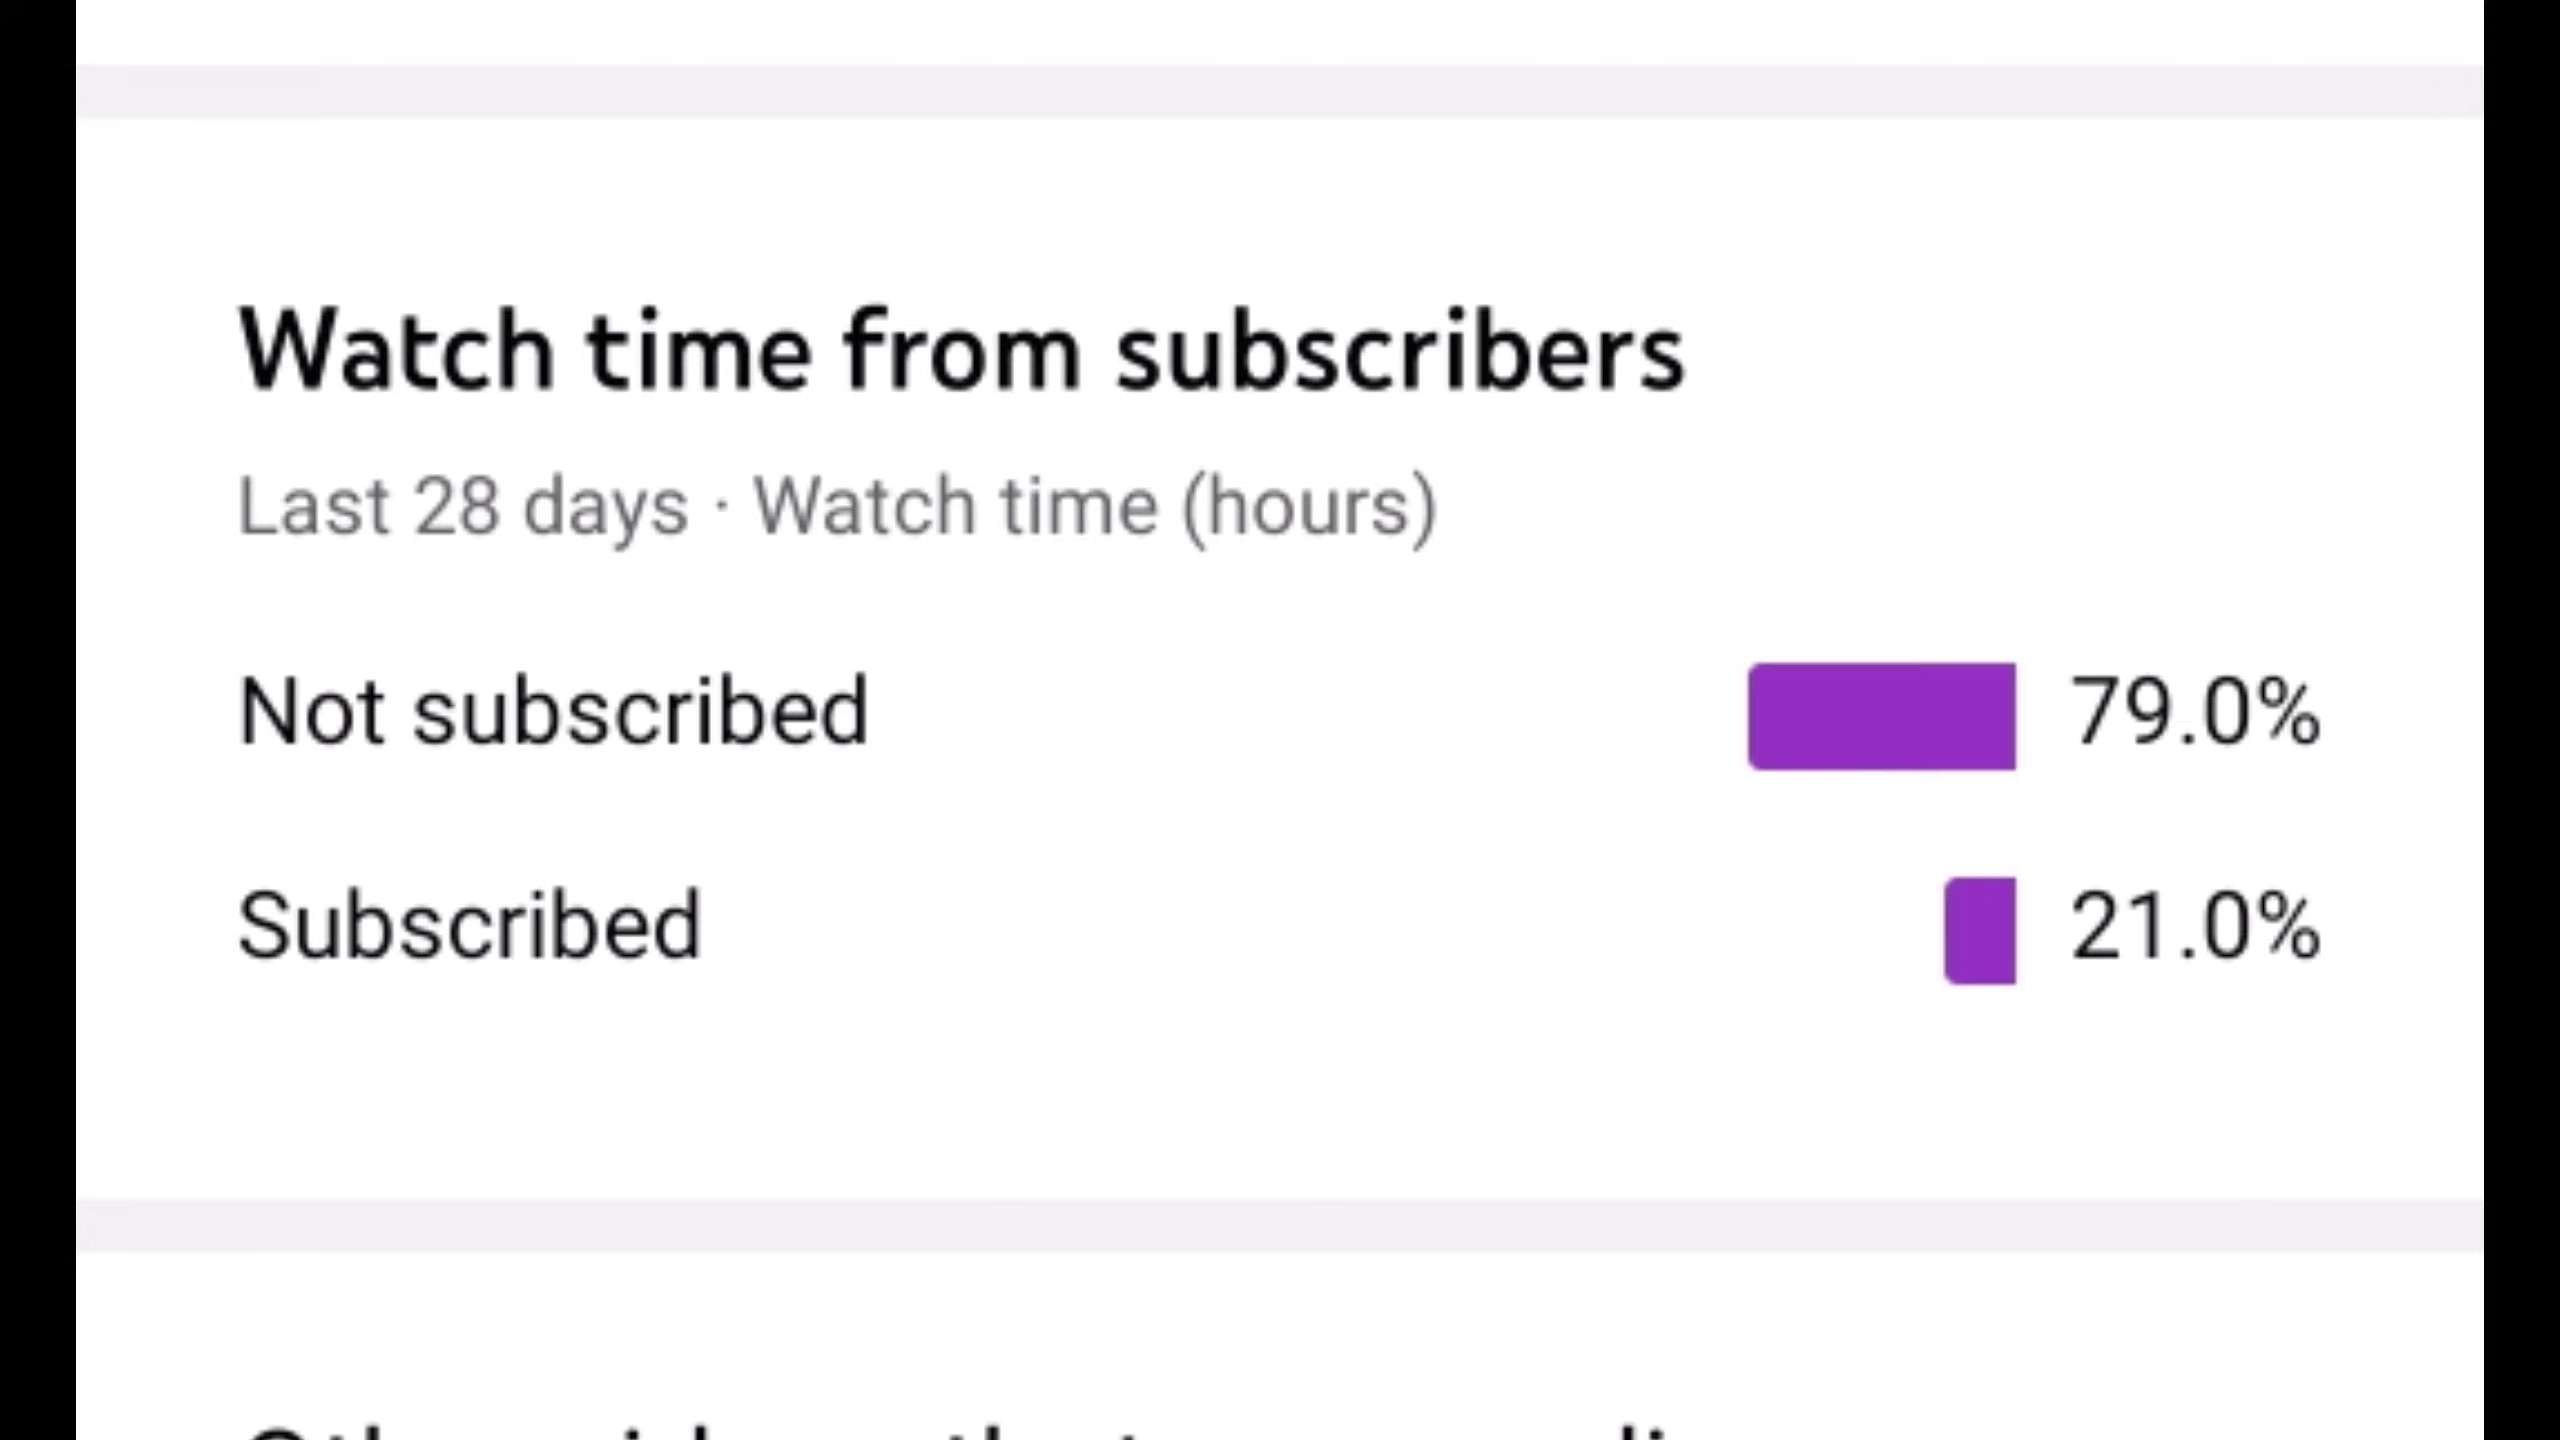 Watch time from subscribers
Last 28 days · Watch time (hours)
Not subscribed 79.0%
Subscribed 21.0%